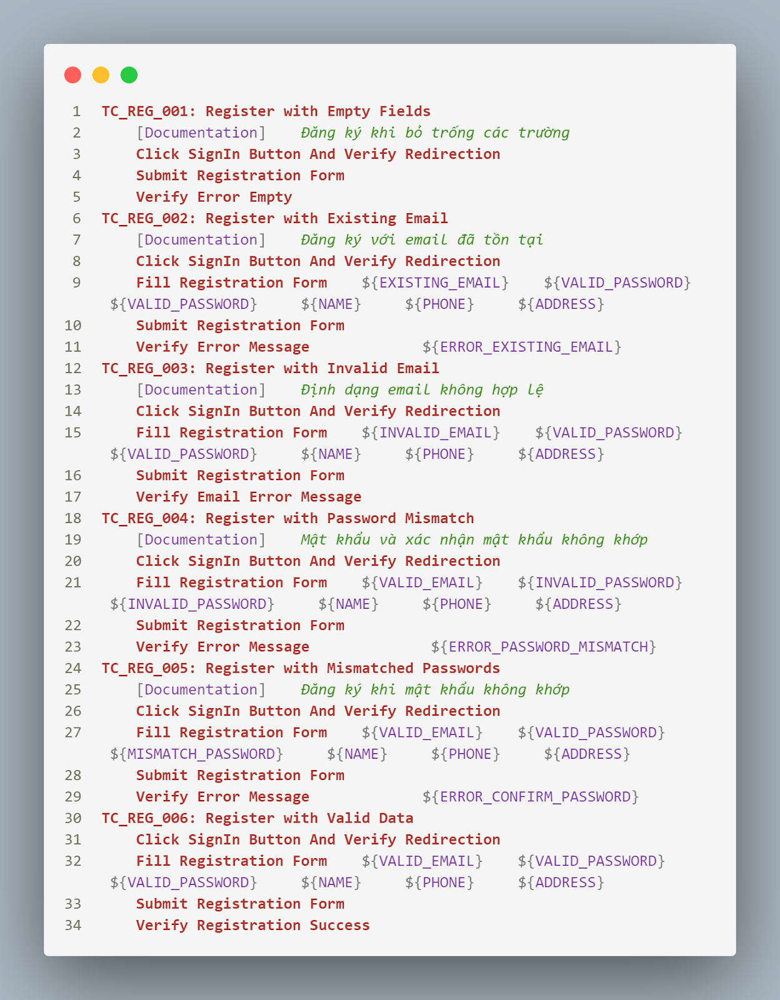 1 TC_REG_001: Register with Empty Fields
2 [Documentation] Đăng ký khi bỏ trống các trường
3 Click SignIn Button And Verify Redirection
4 Submit Registration Form
5 Verify Error Empty
6 TC_REG_002: Register with Existing Email
7 [Documentation] Đăng ký với email đã tồn tại
8 Click SignIn Button And Verify Redirection
9 Fill Registration Form ${EXISTING_EMAIL} ${VALID_PASSWORD}
${VALID_PASSWORD} ${NAME} ${PHONE} ${ADDRESS}
10 Submit Registration Form
11 Verify Error Message ${ERROR_EXISTING_EMAIL}
12 TC_REG_003: Register with Invalid Email
13 [Documentation] Định dạng email không hợp lệ
14 Click SignIn Button And Verify Redirection
15 Fill Registration Form ${INVALID_EMAIL} ${VALID_PASSWORD}
${VALID_PASSWORD} ${NAME} ${PHONE} ${ADDRESS}
16 Submit Registration Form
17 Verify Email Error Message
18 TC_REG_004: Register with Password Mismatch
19 [Documentation] Mật khẩu và xác nhận mật khẩu không khớp
20 Click SignIn Button And Verify Redirection
21 Fill Registration Form ${VALID_EMAIL} ${INVALID_PASSWORD}
${INVALID_PASSWORD} ${NAME} ${PHONE} ${ADDRESS}
22 Submit Registration Form
23 Verify Error Message ${ERROR_PASSWORD_MISMATCH}
24 TC_REG_005: Register with Mismatched Passwords
25 [Documentation] Đăng ký khi mật khẩu không khớp
26 Click SignIn Button And Verify Redirection
27 Fill Registration Form ${VALID_EMAIL} ${VALID_PASSWORD}
${MISMATCH_PASSWORD} ${NAME} ${PHONE} ${ADDRESS}
28 Submit Registration Form
29 Verify Error Message ${ERROR_CONFIRM_PASSWORD}
30 TC_REG_006: Register with Valid Data
31 Click SignIn Button And Verify Redirection
32 Fill Registration Form ${VALID_EMAIL} ${VALID_PASSWORD}
${VALID_PASSWORD} ${NAME} ${PHONE} ${ADDRESS}
33 Submit Registration Form
34 Verify Registration Success